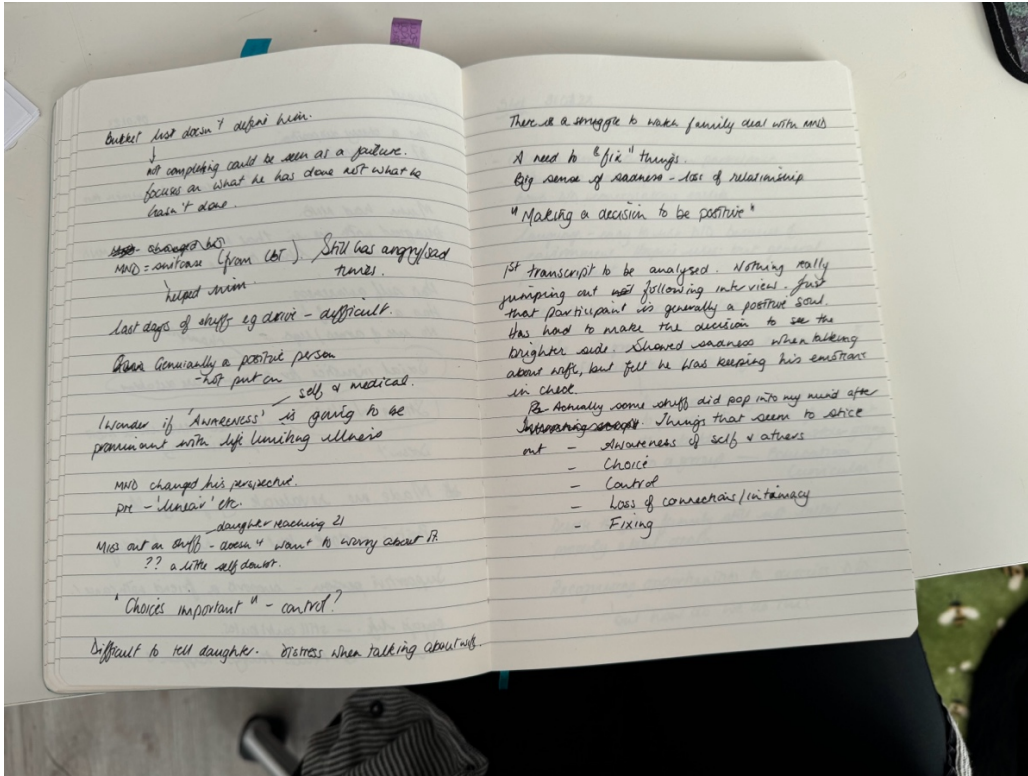 Bucket list doesn't define him.
↓
not completing could be seen as a failure.
focuses on what he has done not what he
hasn't done.
MND = suitcase (from CBT). Still has angry/sad
times.
helped him.
last days of stuff eg drive - difficult.
Genuinally a positive person
- not put on
self & medical.
I wonder if 'AWARENESS' is going to be
prominant with life limiting illness
MND changed his perspective.
pre - 'linear' etc.
daughter reaching 21
Miss out on stuff - doesn't want to worry about it.
?? a little self doubt.
"Choices important" - control?
Difficult to tell daughter. Distress when talking about wife.
There is a struggle to watch family deal with MND
A need to "fix" things.
Big sense of sadness - loss of relationship
"Making a decision to be positive"
1st transcript to be analysed. Nothing really
jumping out following interview. Just
that participant is generally a positive soul.
Has had to make the decision to see the
brighter side. Showed sadness when talking
about wife, but felt he was keeping his emotions
in check.
Actually some stuff did pop into my mind after
Things that seem to stick
out - Awareness of self & others
- Choice
- Control
- Loss of connections/intimacy
- Fixing